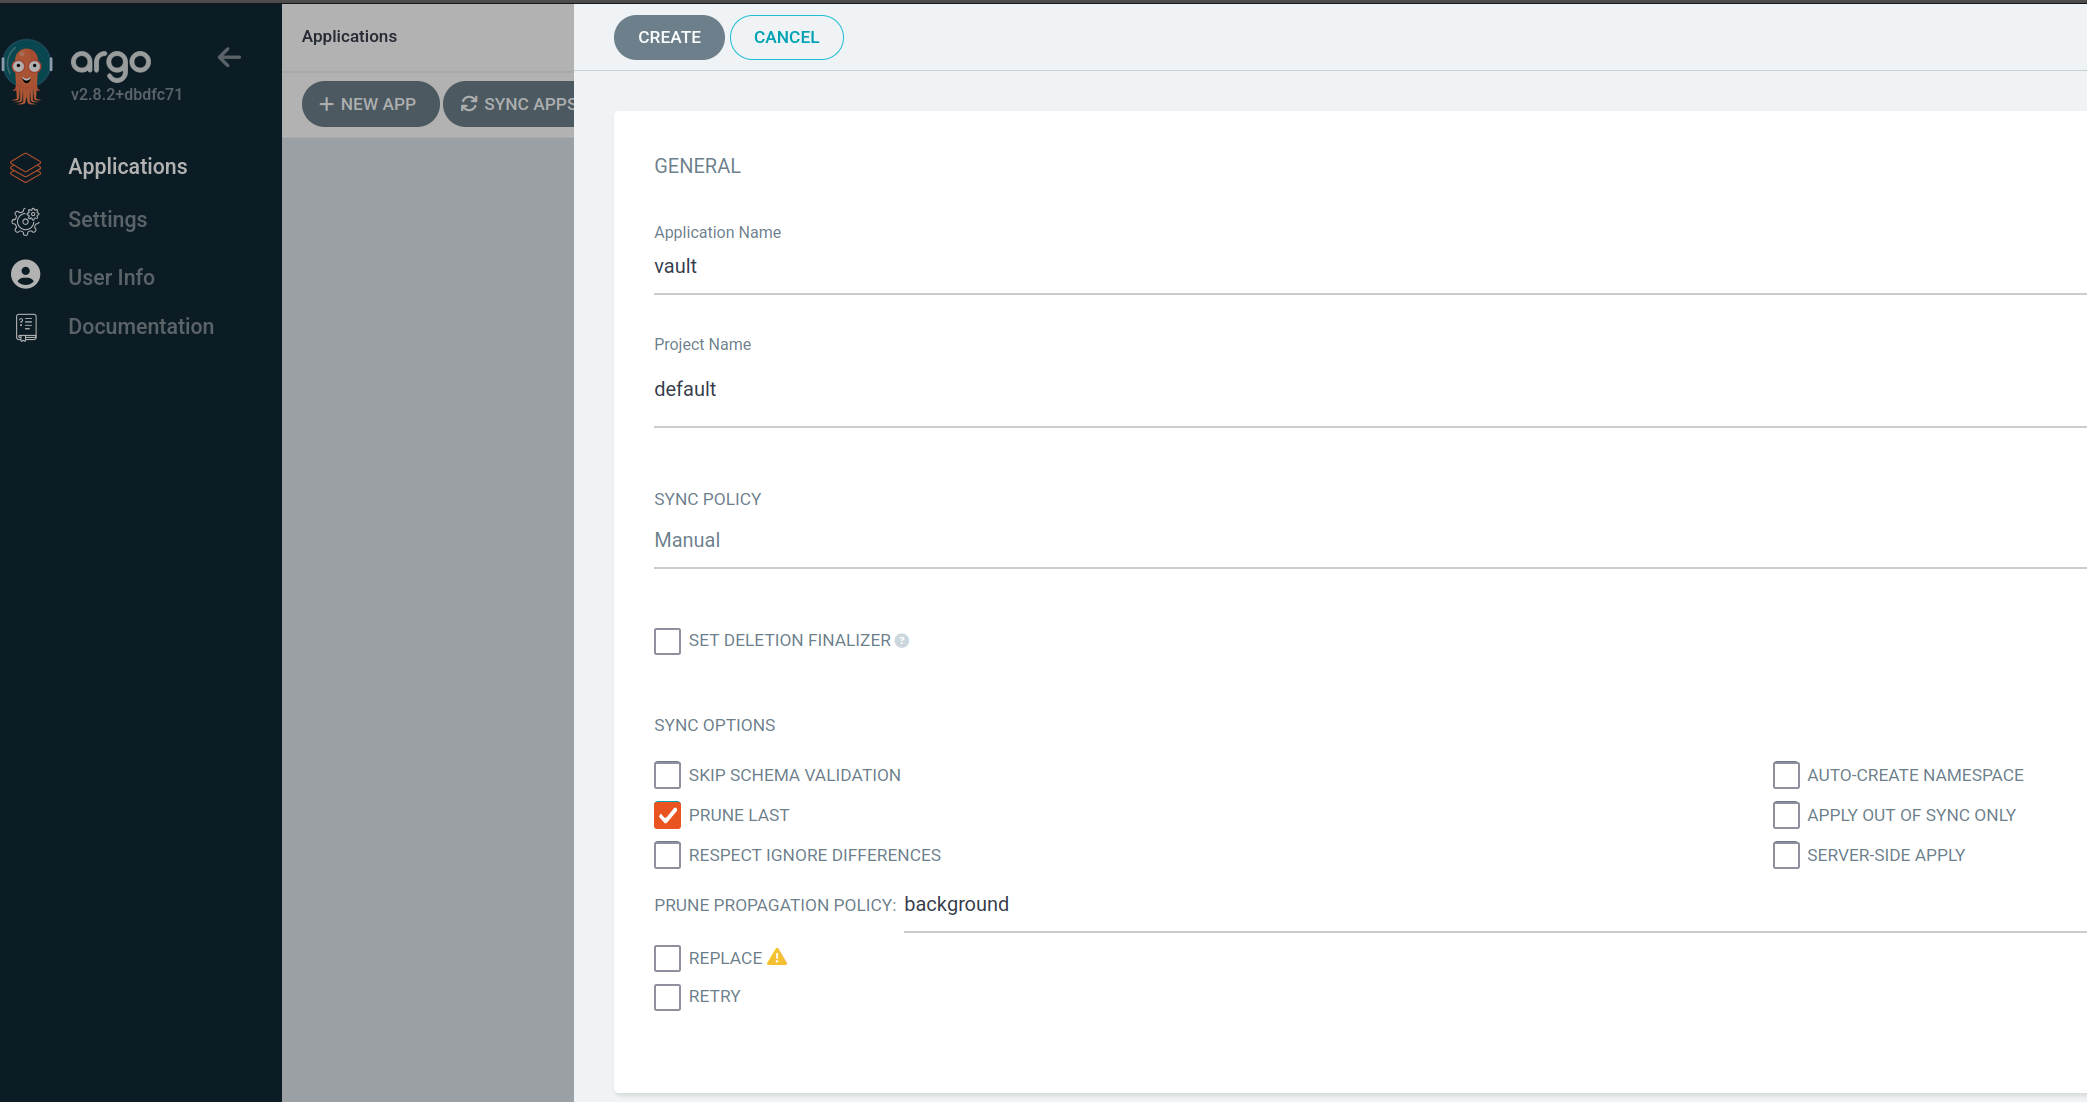 argo
v2.8.2+dbdfc71
Applications
Settings
User Info
Documentation
Applications
NEW APP
SYNC APPS
CREATE
CANCEL
GENERAL
Application Name
vault
Project Name
default
SYNC POLICY
Manual
SET DELETION FINALIZER
SYNC OPTIONS
SKIP SCHEMA VALIDATION
AUTO-CREATE NAMESPACE
PRUNE LAST
APPLY OUT OF SYNC ONLY
RESPECT IGNORE DIFFERENCES
SERVER-SIDE APPLY
PRUNE PROPAGATION POLICY: background
REPLACE
RETRY